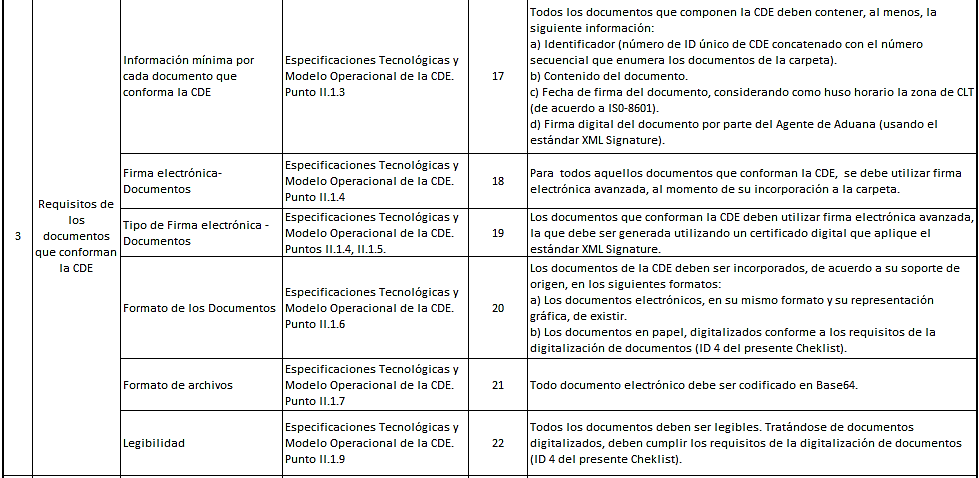 3
Requisitos de
los
documentos
que conforman
la CDE
Información mínima por
cada documento que
conforma la CDE
Especificaciones Tecnológicas y
Modelo Operacional de la CDE.
Punto II.1.3
17
Todos los documentos que componen la CDE deben contener, al menos, la
siguiente información:
a) Identificador (número de ID único de CDE concatenado con el número
secuencial que enumera los documentos de la carpeta).
b) Contenido del documento.
c) Fecha de firma del documento, considerando como huso horario la zona de CLT
(de acuerdo a IS0-8601).
d) Firma digital del documento por parte del Agente de Aduana (usando el
estándar XML Signature).
Firma electrónica-
Documentos
Especificaciones Tecnológicas y
Modelo Operacional de la CDE.
Punto II.1.4
18
Para todos aquellos documentos que conforman la CDE, se debe utilizar firma
electrónica avanzada, al momento de su incorporación a la carpeta.
Tipo de Firma electrónica -
Documentos
Especificaciones Tecnológicas y
Modelo Operacional de la CDE.
Puntos II.1.4, II.1.5.
19
Los documentos que conforman la CDE deben utilizar firma electrónica avanzada,
la que debe ser generada utilizando un certificado digital que aplique el
estándar XML Signature.
Formato de los Documentos
Especificaciones Tecnológicas y
Modelo Operacional de la CDE.
Punto II.1.6
20
Los documentos de la CDE deben ser incorporados, de acuerdo a su soporte de
origen, en los siguientes formatos:
a) Los documentos electrónicos, en su mismo formato y su representación
gráfica, de existir.
b) Los documentos en papel, digitalizados conforme a los requisitos de la
digitalización de documentos (ID 4 del presente Cheklist).
Formato de archivos
Especificaciones Tecnológicas y
Modelo Operacional de la CDE.
Punto II.1.7
21
Todo documento electrónico debe ser codificado en Base64.
Legibilidad
Especificaciones Tecnológicas y
Modelo Operacional de la CDE.
Punto II.1.9
22
Todos los documentos deben ser legibles. Tratándose de documentos
digitalizados, deben cumplir los requisitos de la digitalización de documentos
(ID 4 del presente Cheklist).